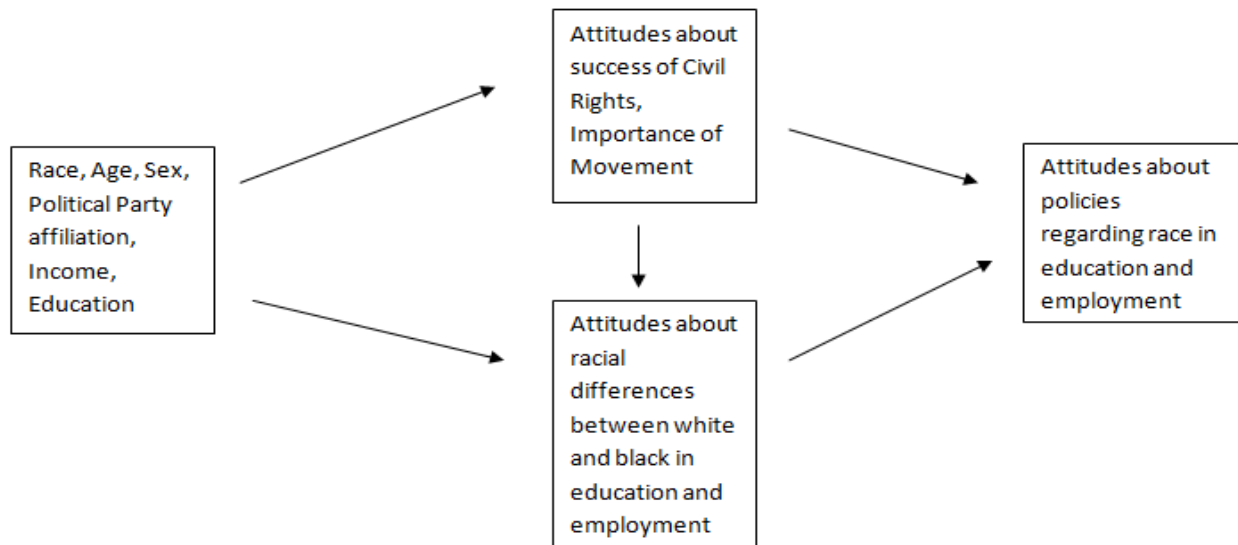 Race, Age, Sex,
Political Party
affiliation,
Income,
Education
Attitudes about
success of Civil
Rights,
Importance of
Movement
Attitudes about
racial
differences
between white
and black in
education and
employment
Attitudes about
policies
regarding race in
education and
employment